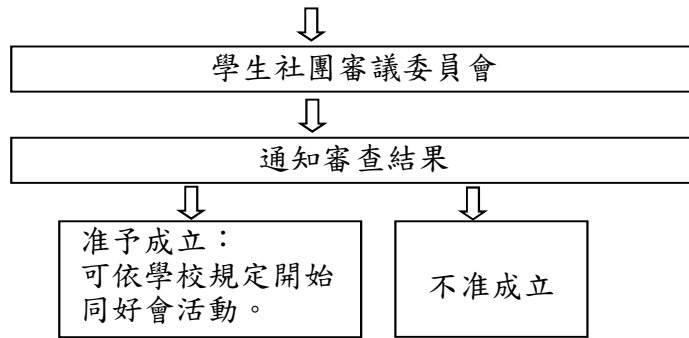 學生社團審議委員會
通知審查結果
准予成立：
可依學校規定開始
同好會活動。
不准成立